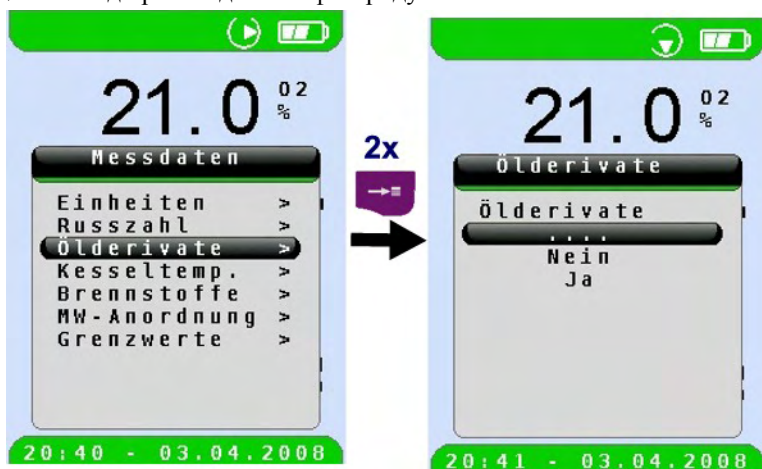 21.0 O2
%
Messdaten
Einheiten >
Russzahl >
Ölderivate >
Kesseltemp. >
Brennstoffe >
MW-Anordnung >
Grenzwerte >
20:40 - 03.04.2008
2x
21.0 O2
%
Ölderivate
Ölderivate
....
Nein
Ja
20:41 - 03.04.2008